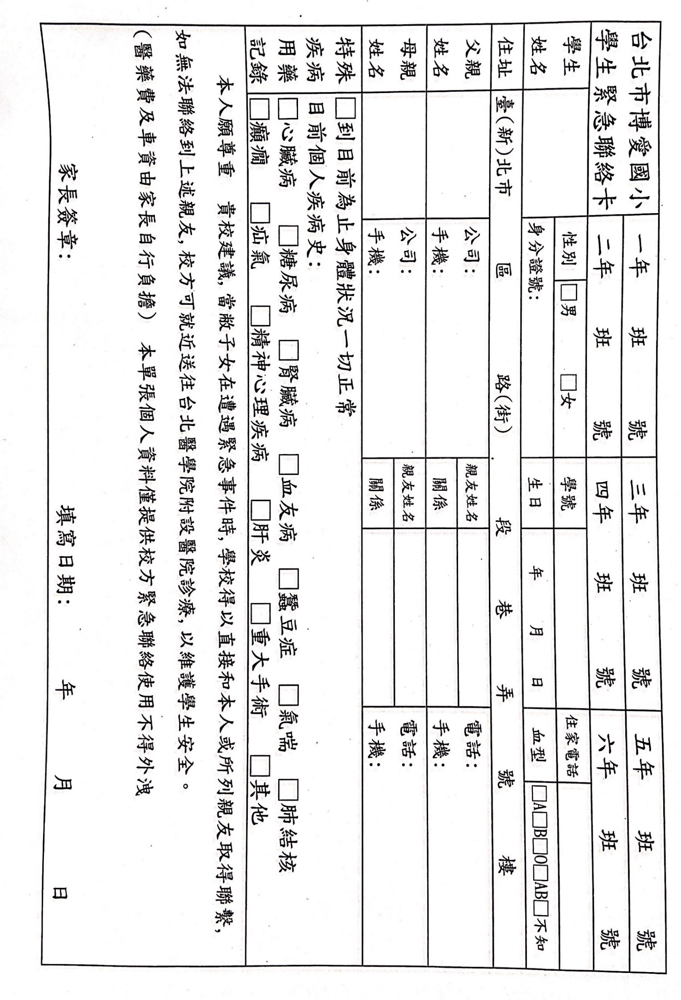 台北市博愛國小
學生緊急聯絡卡
一年 班 號 三年 班 號 五年 班 號
二年 班 號 四年 班 號 六年 班 號
學生
姓名
性別 □男 □女 學號 住家電話
身分證號： 生日 年 月 日 血型 □A□B□O□AB□不知
住址 臺(新)北市 區 路(街) 段 巷 弄 號 樓
父親
姓名
公司： 親友姓名 電話：
手機： 關係 手機：
母親
姓名
公司： 親友姓名 電話：
手機： 關係 手機：
特殊
疾病
用藥
記錄
□到目前為止身體狀況一切正常
目前個人疾病史：
□心臟病 □糖尿病 □腎臟病 □血友病 □蠶豆症 □氣喘 □肺結核
□癲癇 □疝氣 □精神心理疾病 □肝炎 □重大手術 □其他
本人願尊重 貴校建議，當敝子女在遭遇緊急事件時，學校得以直接和本人或所列親友取得聯繫，
如無法聯絡到上述親友，校方可就近送往台北醫學院附設醫院診療，以維護學生安全。
（醫藥費及車資由家長自行負擔） 本單張個人資料僅提供校方緊急聯絡使用不得外洩
家長簽章： 填寫日期： 年 月 日